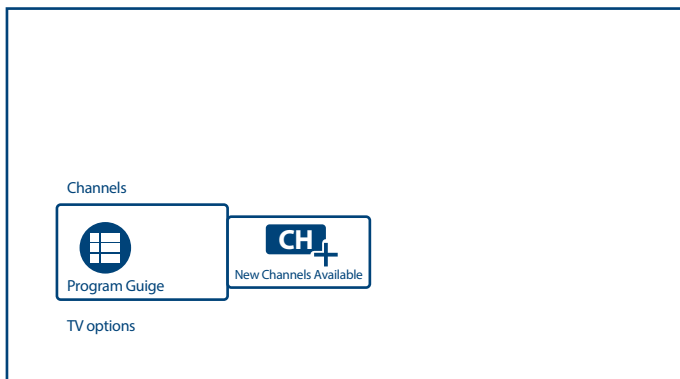 Channels
CH
Program Guige
New Channels Available
TV options